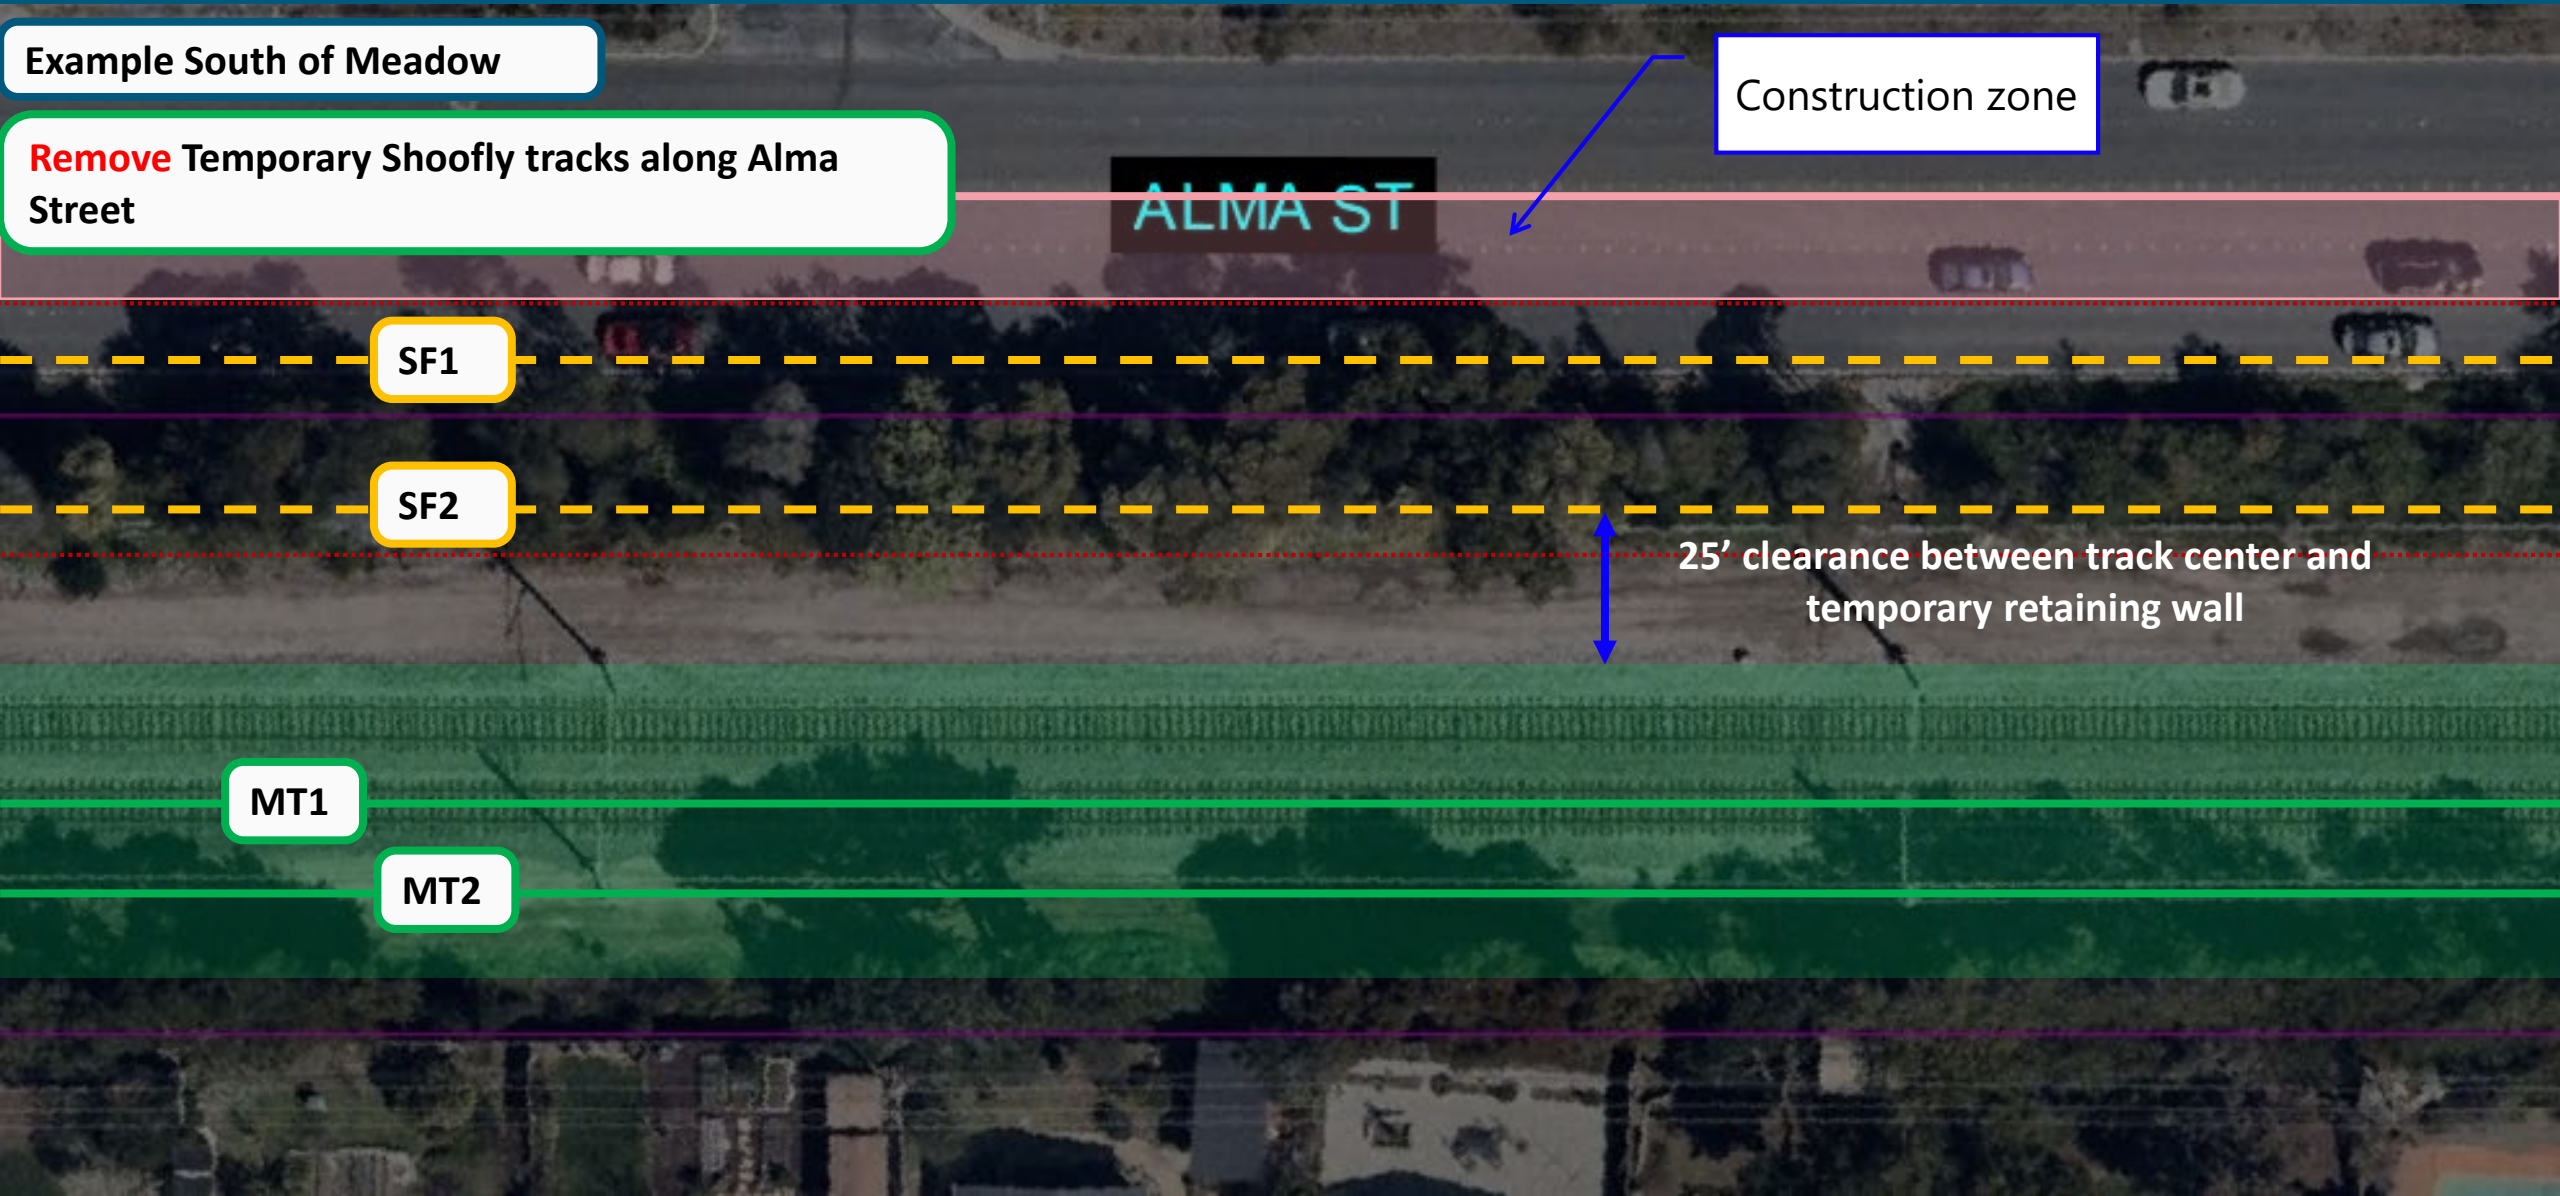 Example South of Meadow
Construction zone
Remove Temporary Shoofly tracks along Alma
Street
ALMA ST
SF1
SF2
25’ clearance between track center and
temporary retaining wall
MT1
MT2